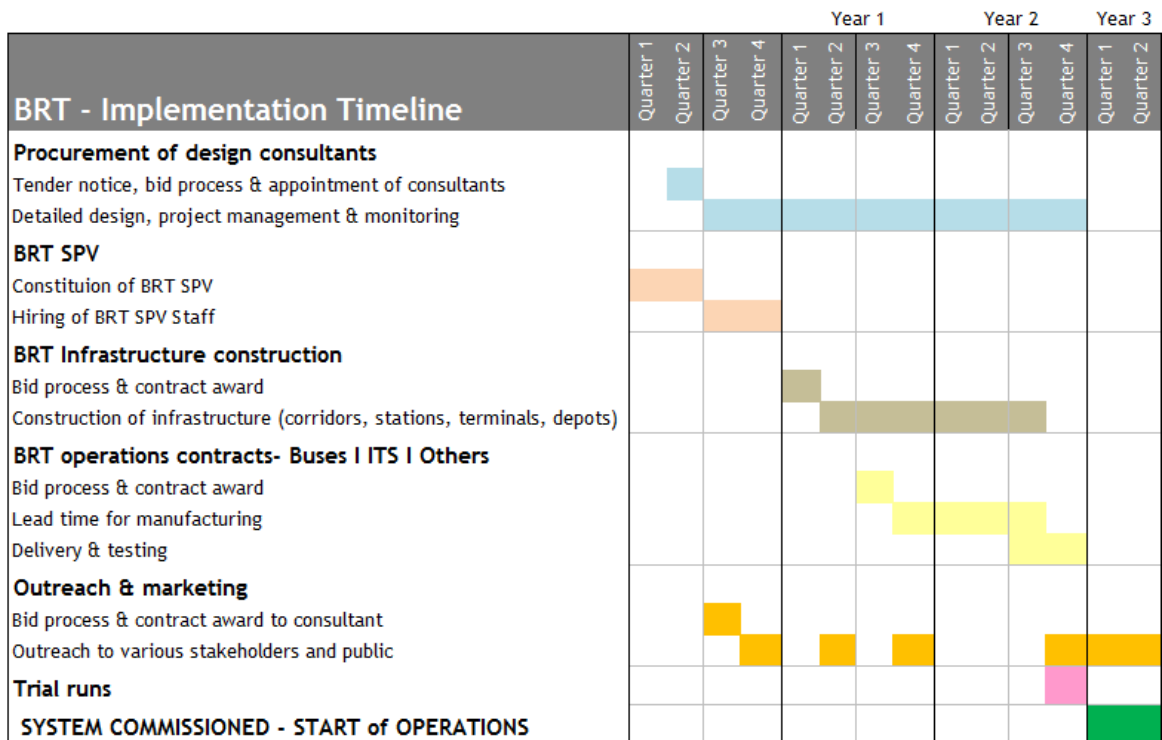 Year 1 Year 2 Year 3
BRT - Implementation Timeline Quarter 1 Quarter 2 Quarter 3 Quarter 4 Quarter 1 Quarter 2 Quarter 3 Quarter 4 Quarter 1 Quarter 2 Quarter 3 Quarter 4 Quarter 1 Quarter 2
Procurement of design consultants
Tender notice, bid process & appointment of consultants
Detailed design, project management & monitoring
BRT SPV
Constituion of BRT SPV
Hiring of BRT SPV Staff
BRT Infrastructure construction
Bid process & contract award
Construction of infrastructure (corridors, stations, terminals, depots)
BRT operations contracts- Buses I ITS I Others
Bid process & contract award
Lead time for manufacturing
Delivery & testing
Outreach & marketing
Bid process & contract award to consultant
Outreach to various stakeholders and public
Trial runs
SYSTEM COMMISSIONED - START of OPERATIONS